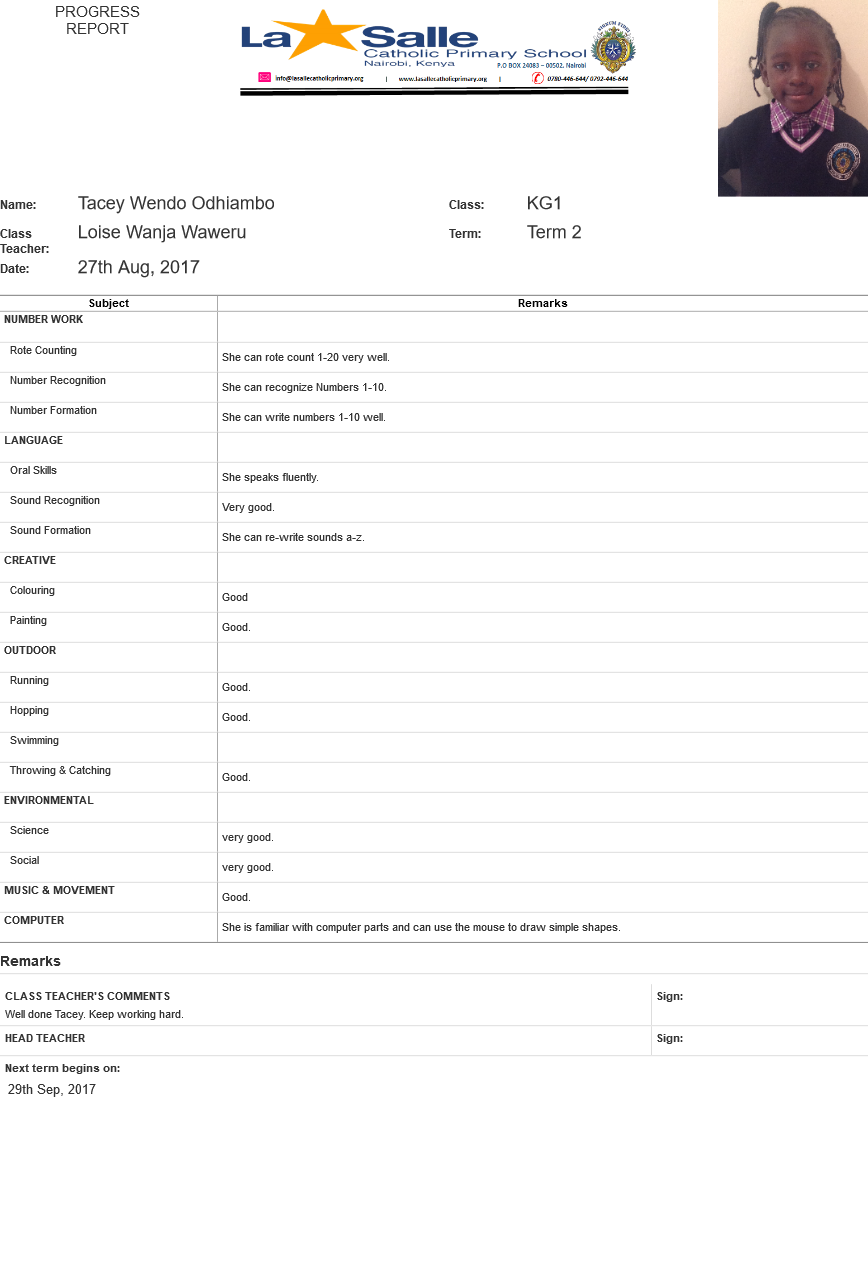 PROGRESS
REPORT
La Salle
Catholic Primary School
Nairobi, Kenya
P.O BOX 24083 – 00502, Nairobi
info@lasallecatholicprimary.org | www.lasallecatholicprimary.org | 0780-446-644/ 0792-446-644
Name: Tacey Wendo Odhiambo Class: KG1
Class Teacher: Loise Wanja Waweru Term: Term 2
Date: 27th Aug, 2017
Subject Remarks
NUMBER WORK
Rote Counting She can rote count 1-20 very well.
Number Recognition She can recognize Numbers 1-10.
Number Formation She can write numbers 1-10 well.
LANGUAGE
Oral Skills She speaks fluently.
Sound Recognition Very good.
Sound Formation She can re-write sounds a-z.
CREATIVE
Colouring Good
Painting Good.
OUTDOOR
Running Good.
Hopping Good.
Swimming
Throwing & Catching Good.
ENVIRONMENTAL
Science very good.
Social very good.
MUSIC & MOVEMENT Good.
COMPUTER She is familiar with computer parts and can use the mouse to draw simple shapes.
Remarks
CLASS TEACHER'S COMMENTS Sign:
Well done Tacey. Keep working hard.
HEAD TEACHER Sign:
Next term begins on:
29th Sep, 2017